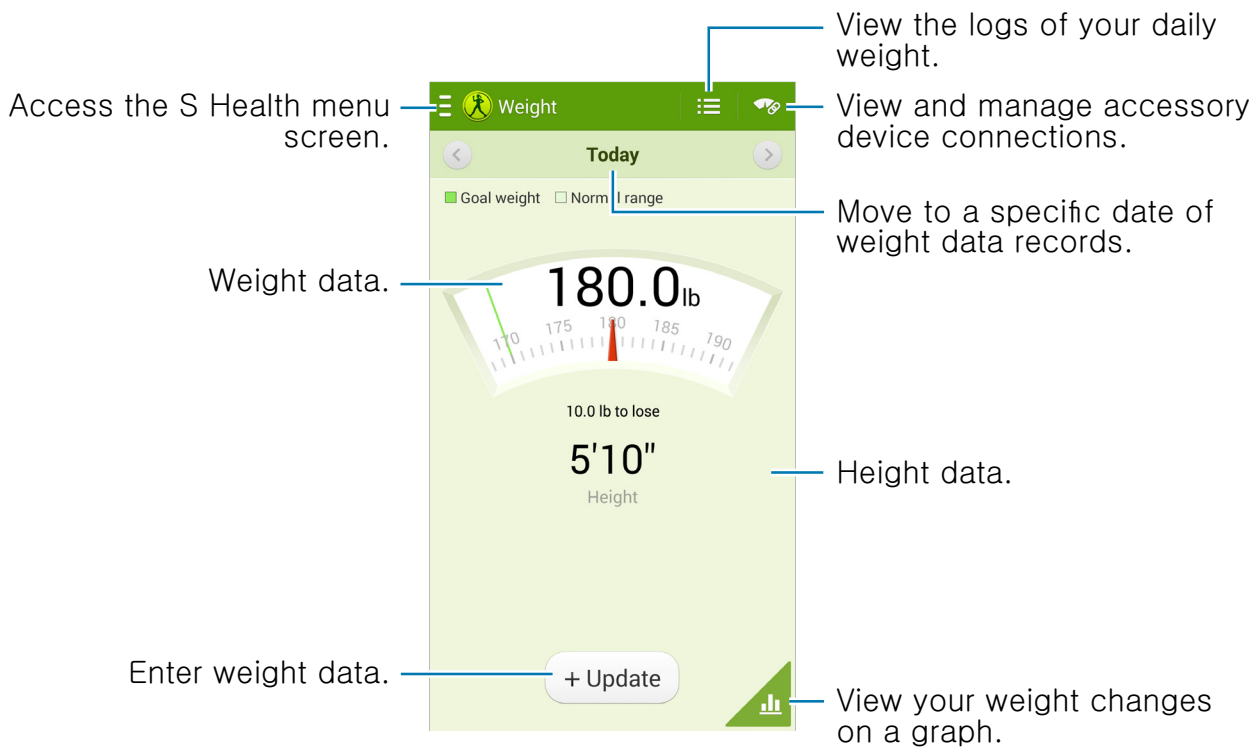 View the logs of your daily
weight.
Access the S Health menu
screen.
Weight
View and manage accessory
device connections.
Today
Goal weight
Normal range
Move to a specific date of
weight data records.
Weight data.
180.0 lb
170 175 180 185 190
10.0 lb to lose
5'10"
Height
Height data.
Enter weight data.
+ Update
View your weight changes
on a graph.